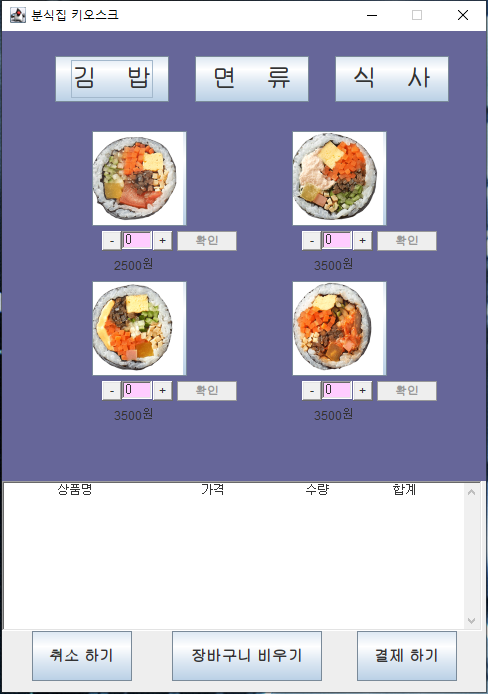 분식집 키오스크
김 밥 면 류 식 사
- 0 + 확인 - 0 + 확인
2500원 3500원
- 0 + 확인 - 0 + 확인
3500원 3500원
상품명 가격 수량 합계
취소 하기 장바구니 비우기 결제 하기